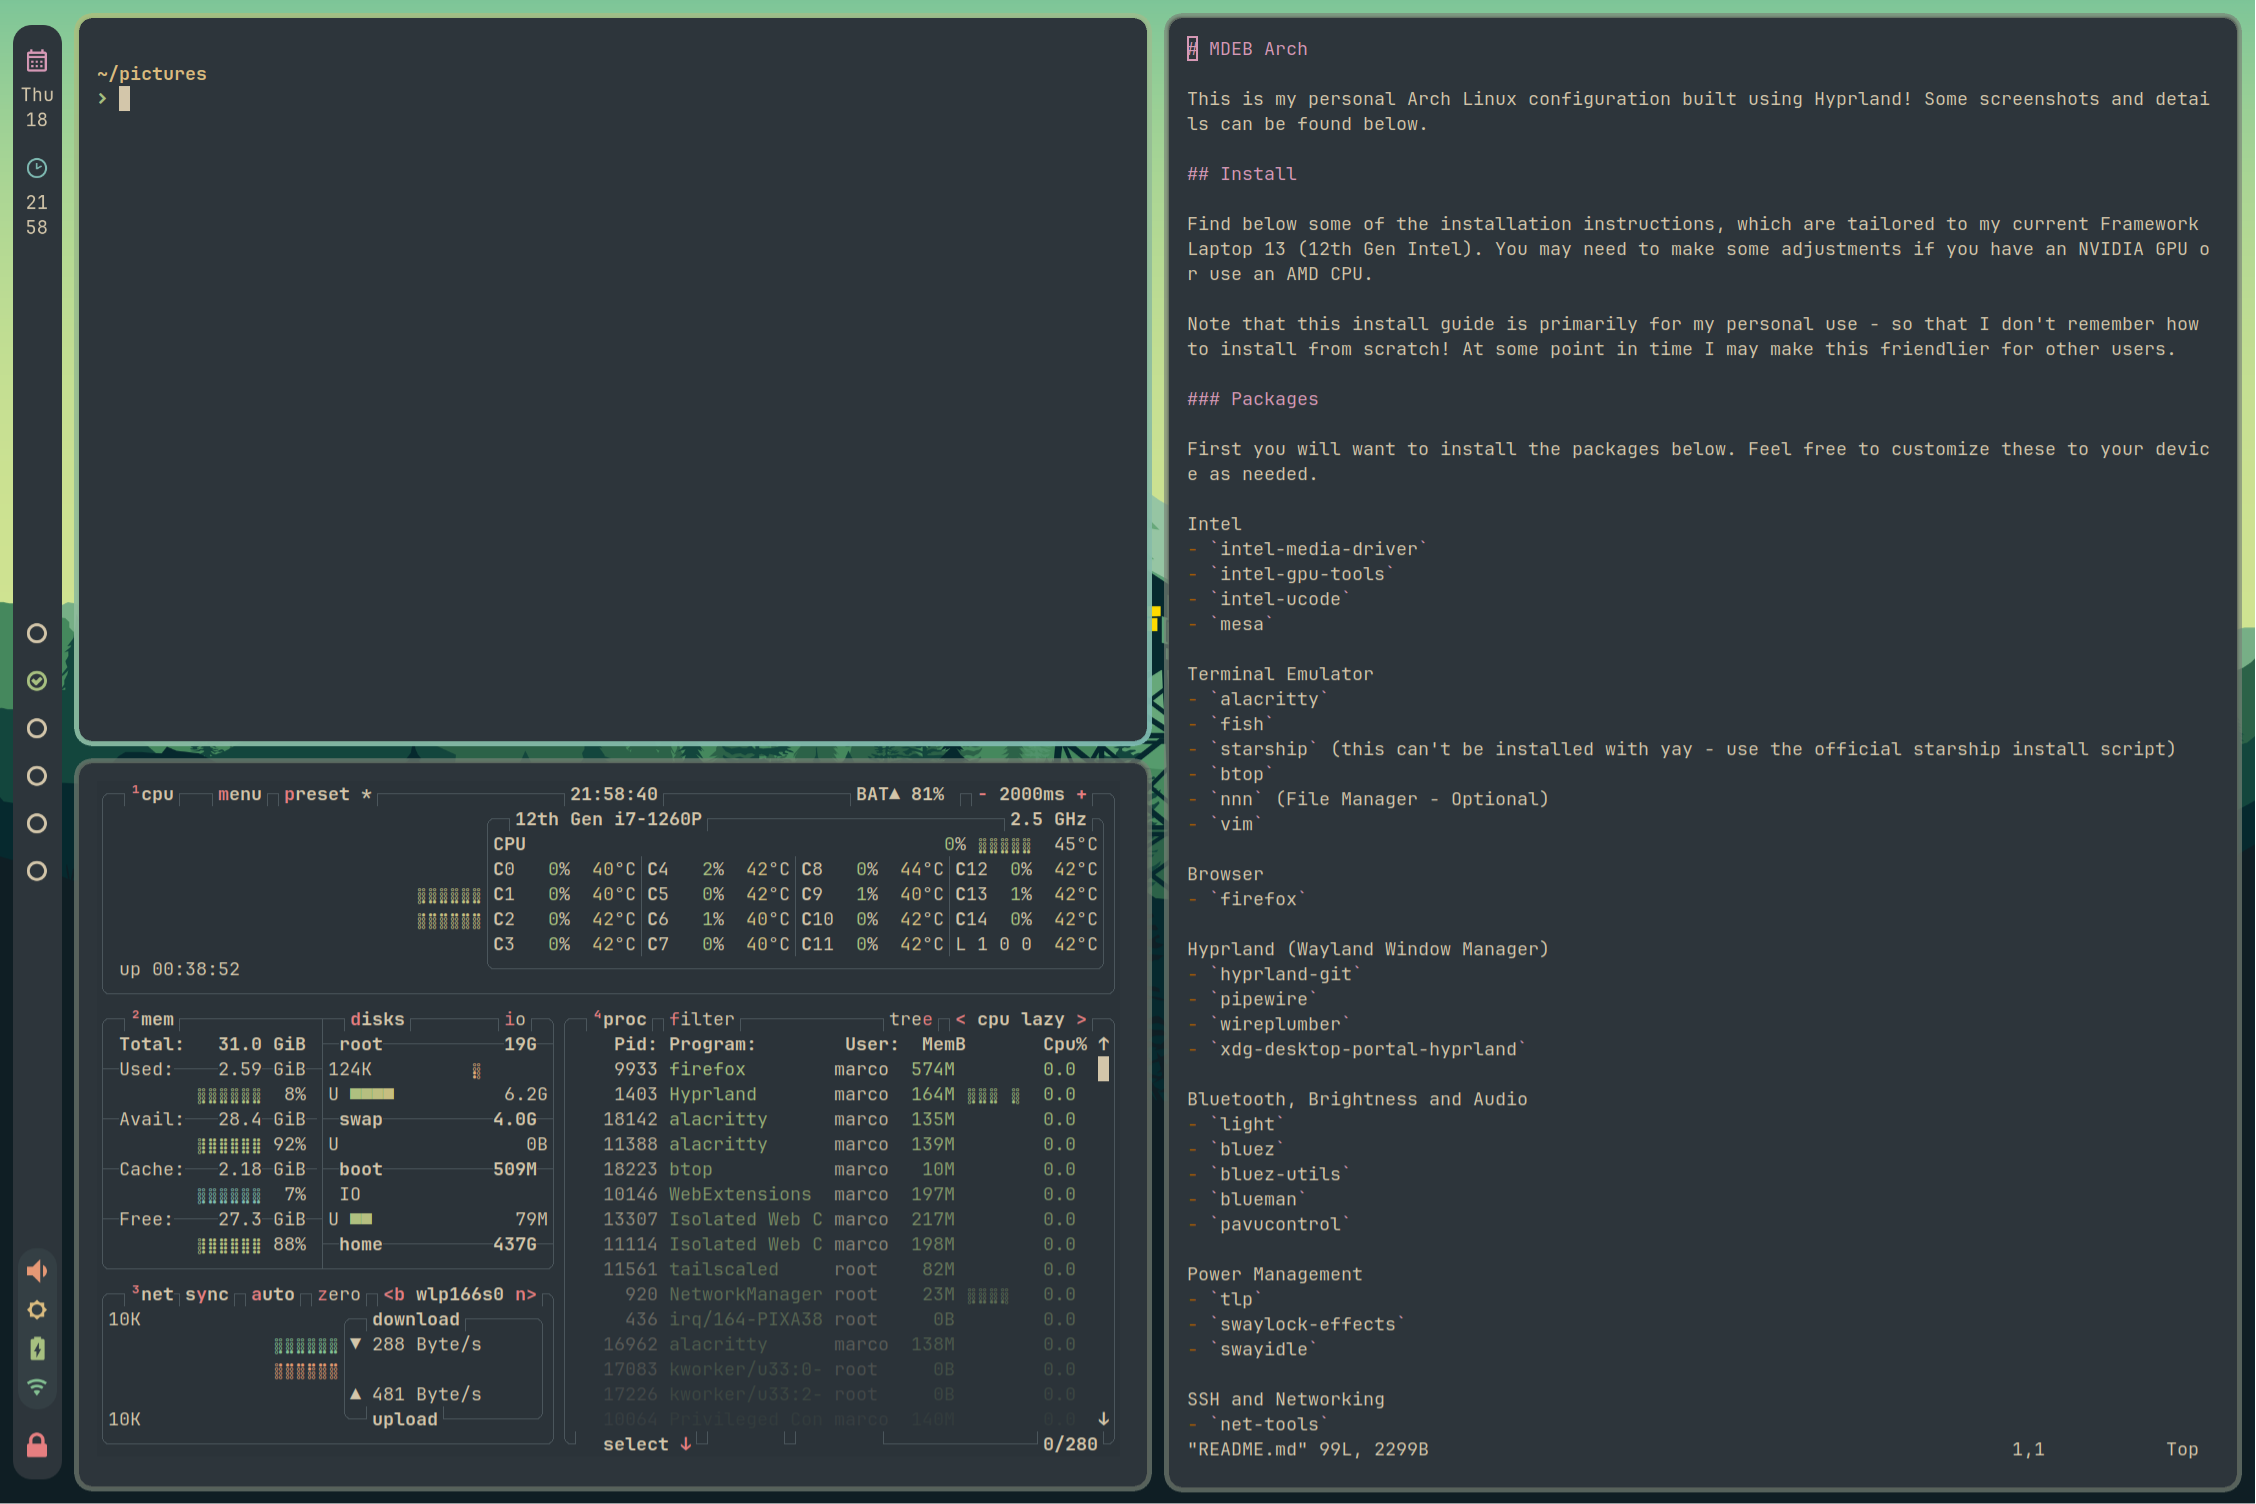 Thu
18
21
58
~/pictures
›
¹cpu menu preset * 21:58:40 BAT▲ 81% - 2000ms +
12th Gen i7-1260P 2.5 GHz
CPU 0% 45°C
C0 0% 40°C C4 2% 42°C C8 0% 44°C C12 0% 42°C
C1 0% 40°C C5 0% 42°C C9 1% 40°C C13 1% 42°C
C2 0% 42°C C6 1% 40°C C10 0% 42°C C14 0% 42°C
C3 0% 42°C C7 0% 40°C C11 0% 42°C L 1 0 0 42°C
up 00:38:52
²mem disks io
Total: 31.0 GiB root 19G
Used: 2.59 GiB 124K
8% U 6.2G
Avail: 28.4 GiB swap 4.0G
92% U 0B
Cache: 2.18 GiB boot 509M
7% IO
Free: 27.3 GiB U 79M
88% home 437G
³net sync auto zero <b wlp166s0 n>
10K download
▼ 288 Byte/s
▲ 481 Byte/s
10K upload
⁴proc filter tree < cpu lazy >
Pid: Program: User: MemB Cpu% ↑
9933 firefox marco 574M 0.0
1403 Hyprland marco 164M 0.0
18142 alacritty marco 135M 0.0
11388 alacritty marco 139M 0.0
18223 btop marco 10M 0.0
10146 WebExtensions marco 197M 0.0
13307 Isolated Web C marco 217M 0.0
11114 Isolated Web C marco 198M 0.0
11561 tailscaled root 82M 0.0
920 NetworkManager root 23M 0.0
436 irq/164-PIXA38 root 0B 0.0
16962 alacritty marco 138M 0.0
17083 kworker/u33:0- root 0B 0.0
17226 kworker/u33:2- root 0B 0.0
10064 Privileged Con marco 140M 0.0 ↓
select ↓ 0/280
# MDEB Arch
This is my personal Arch Linux configuration built using Hyprland! Some screenshots and detai
ls can be found below.
## Install
Find below some of the installation instructions, which are tailored to my current Framework
Laptop 13 (12th Gen Intel). You may need to make some adjustments if you have an NVIDIA GPU o
r use an AMD CPU.
Note that this install guide is primarily for my personal use - so that I don't remember how
to install from scratch! At some point in time I may make this friendlier for other users.
### Packages
First you will want to install the packages below. Feel free to customize these to your devic
e as needed.
Intel
- `intel-media-driver`
- `intel-gpu-tools`
- `intel-ucode`
- `mesa`
Terminal Emulator
- `alacritty`
- `fish`
- `starship` (this can't be installed with yay - use the official starship install script)
- `btop`
- `nnn` (File Manager - Optional)
- `vim`
Browser
- `firefox`
Hyprland (Wayland Window Manager)
- `hyprland-git`
- `pipewire`
- `wireplumber`
- `xdg-desktop-portal-hyprland`
Bluetooth, Brightness and Audio
- `light`
- `bluez`
- `bluez-utils`
- `blueman`
- `pavucontrol`
Power Management
- `tlp`
- `swaylock-effects`
- `swayidle`
SSH and Networking
- `net-tools`
"README.md" 99L, 2299B 1,1 Top